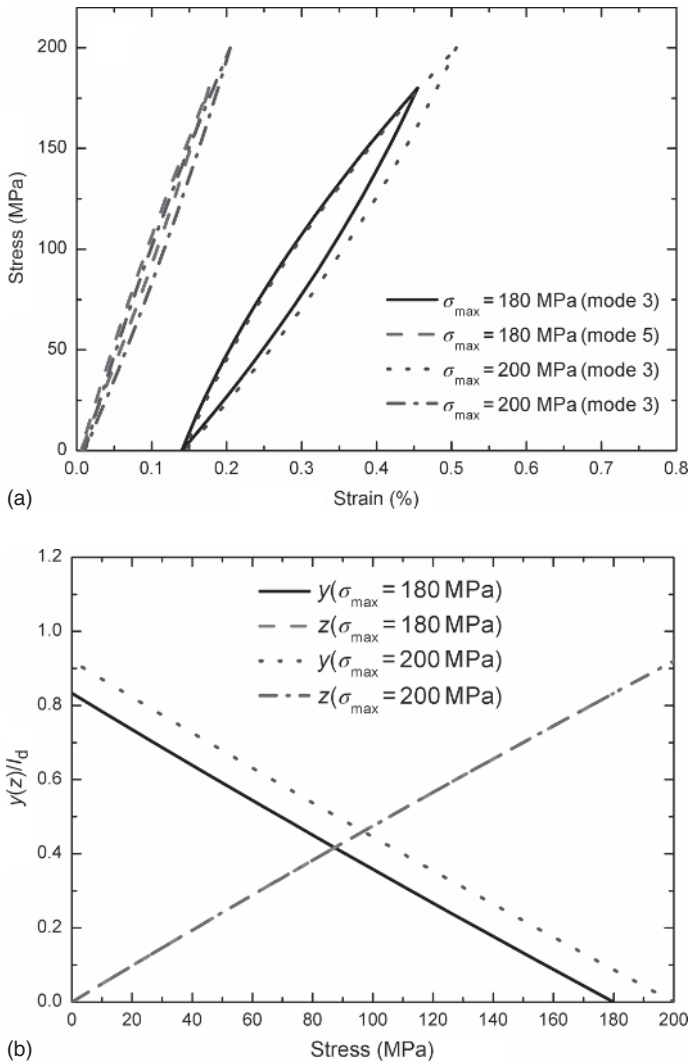 200
150
100
50
0
Stress (MPa)
σmax = 180 MPa (mode 3)
σmax = 180 MPa (mode 5)
σmax = 200 MPa (mode 3)
σmax = 200 MPa (mode 3)
0.0 0.1 0.2 0.3 0.4 0.5 0.6 0.7 0.8
Strain (%)
(a)
1.2
1.0
0.8
0.6
0.4
0.2
0.0
y(z)/ld
y(σmax = 180 MPa)
z(σmax = 180 MPa)
y(σmax = 200 MPa)
z(σmax = 200 MPa)
0 20 40 60 80 100 120 140 160 180 200
Stress (MPa)
(b)